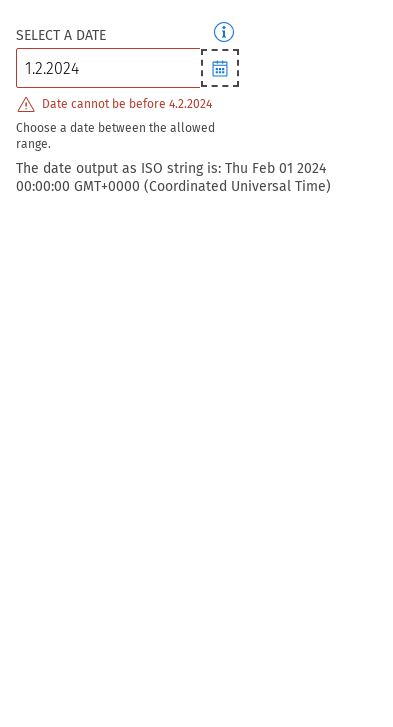 SELECT A DATE
1.2.2024
Date cannot be before 4.2.2024
Choose a date between the allowed
range.
The date output as ISO string is: Thu Feb 01 2024
00:00:00 GMT+0000 (Coordinated Universal Time)